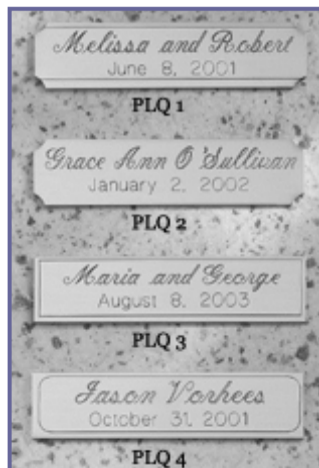 Melissa and Robert
June 8, 2001
PLQ 1
Grace Ann O'Sullivan
January 2, 2002
PLQ 2
Maria and George
August 8, 2003
PLQ 3
Jason Vorhees
October 31, 2001
PLQ 4